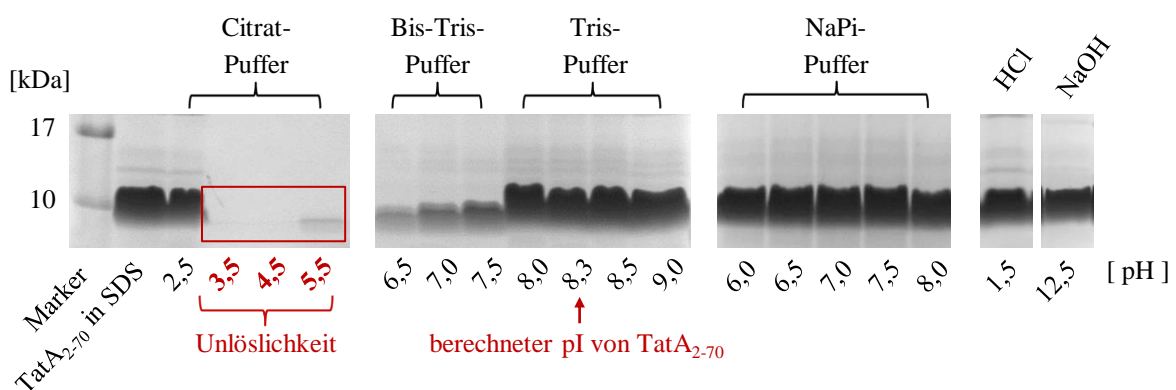 Citrat-
Puffer
Bis-Tris-
Puffer
Tris-
Puffer
NaPi-
Puffer
HCl
NaOH
[kDa]
17
10
Marker
TatA2-70 in SDS
2,5
3,5
4,5
5,5
6,5
7,0
7,5
8,0
8,3
8,5
9,0
6,0
6,5
7,0
7,5
8,0
1,5
12,5
[ pH ]
Unlöslichkeit
berechneter pI von TatA2-70